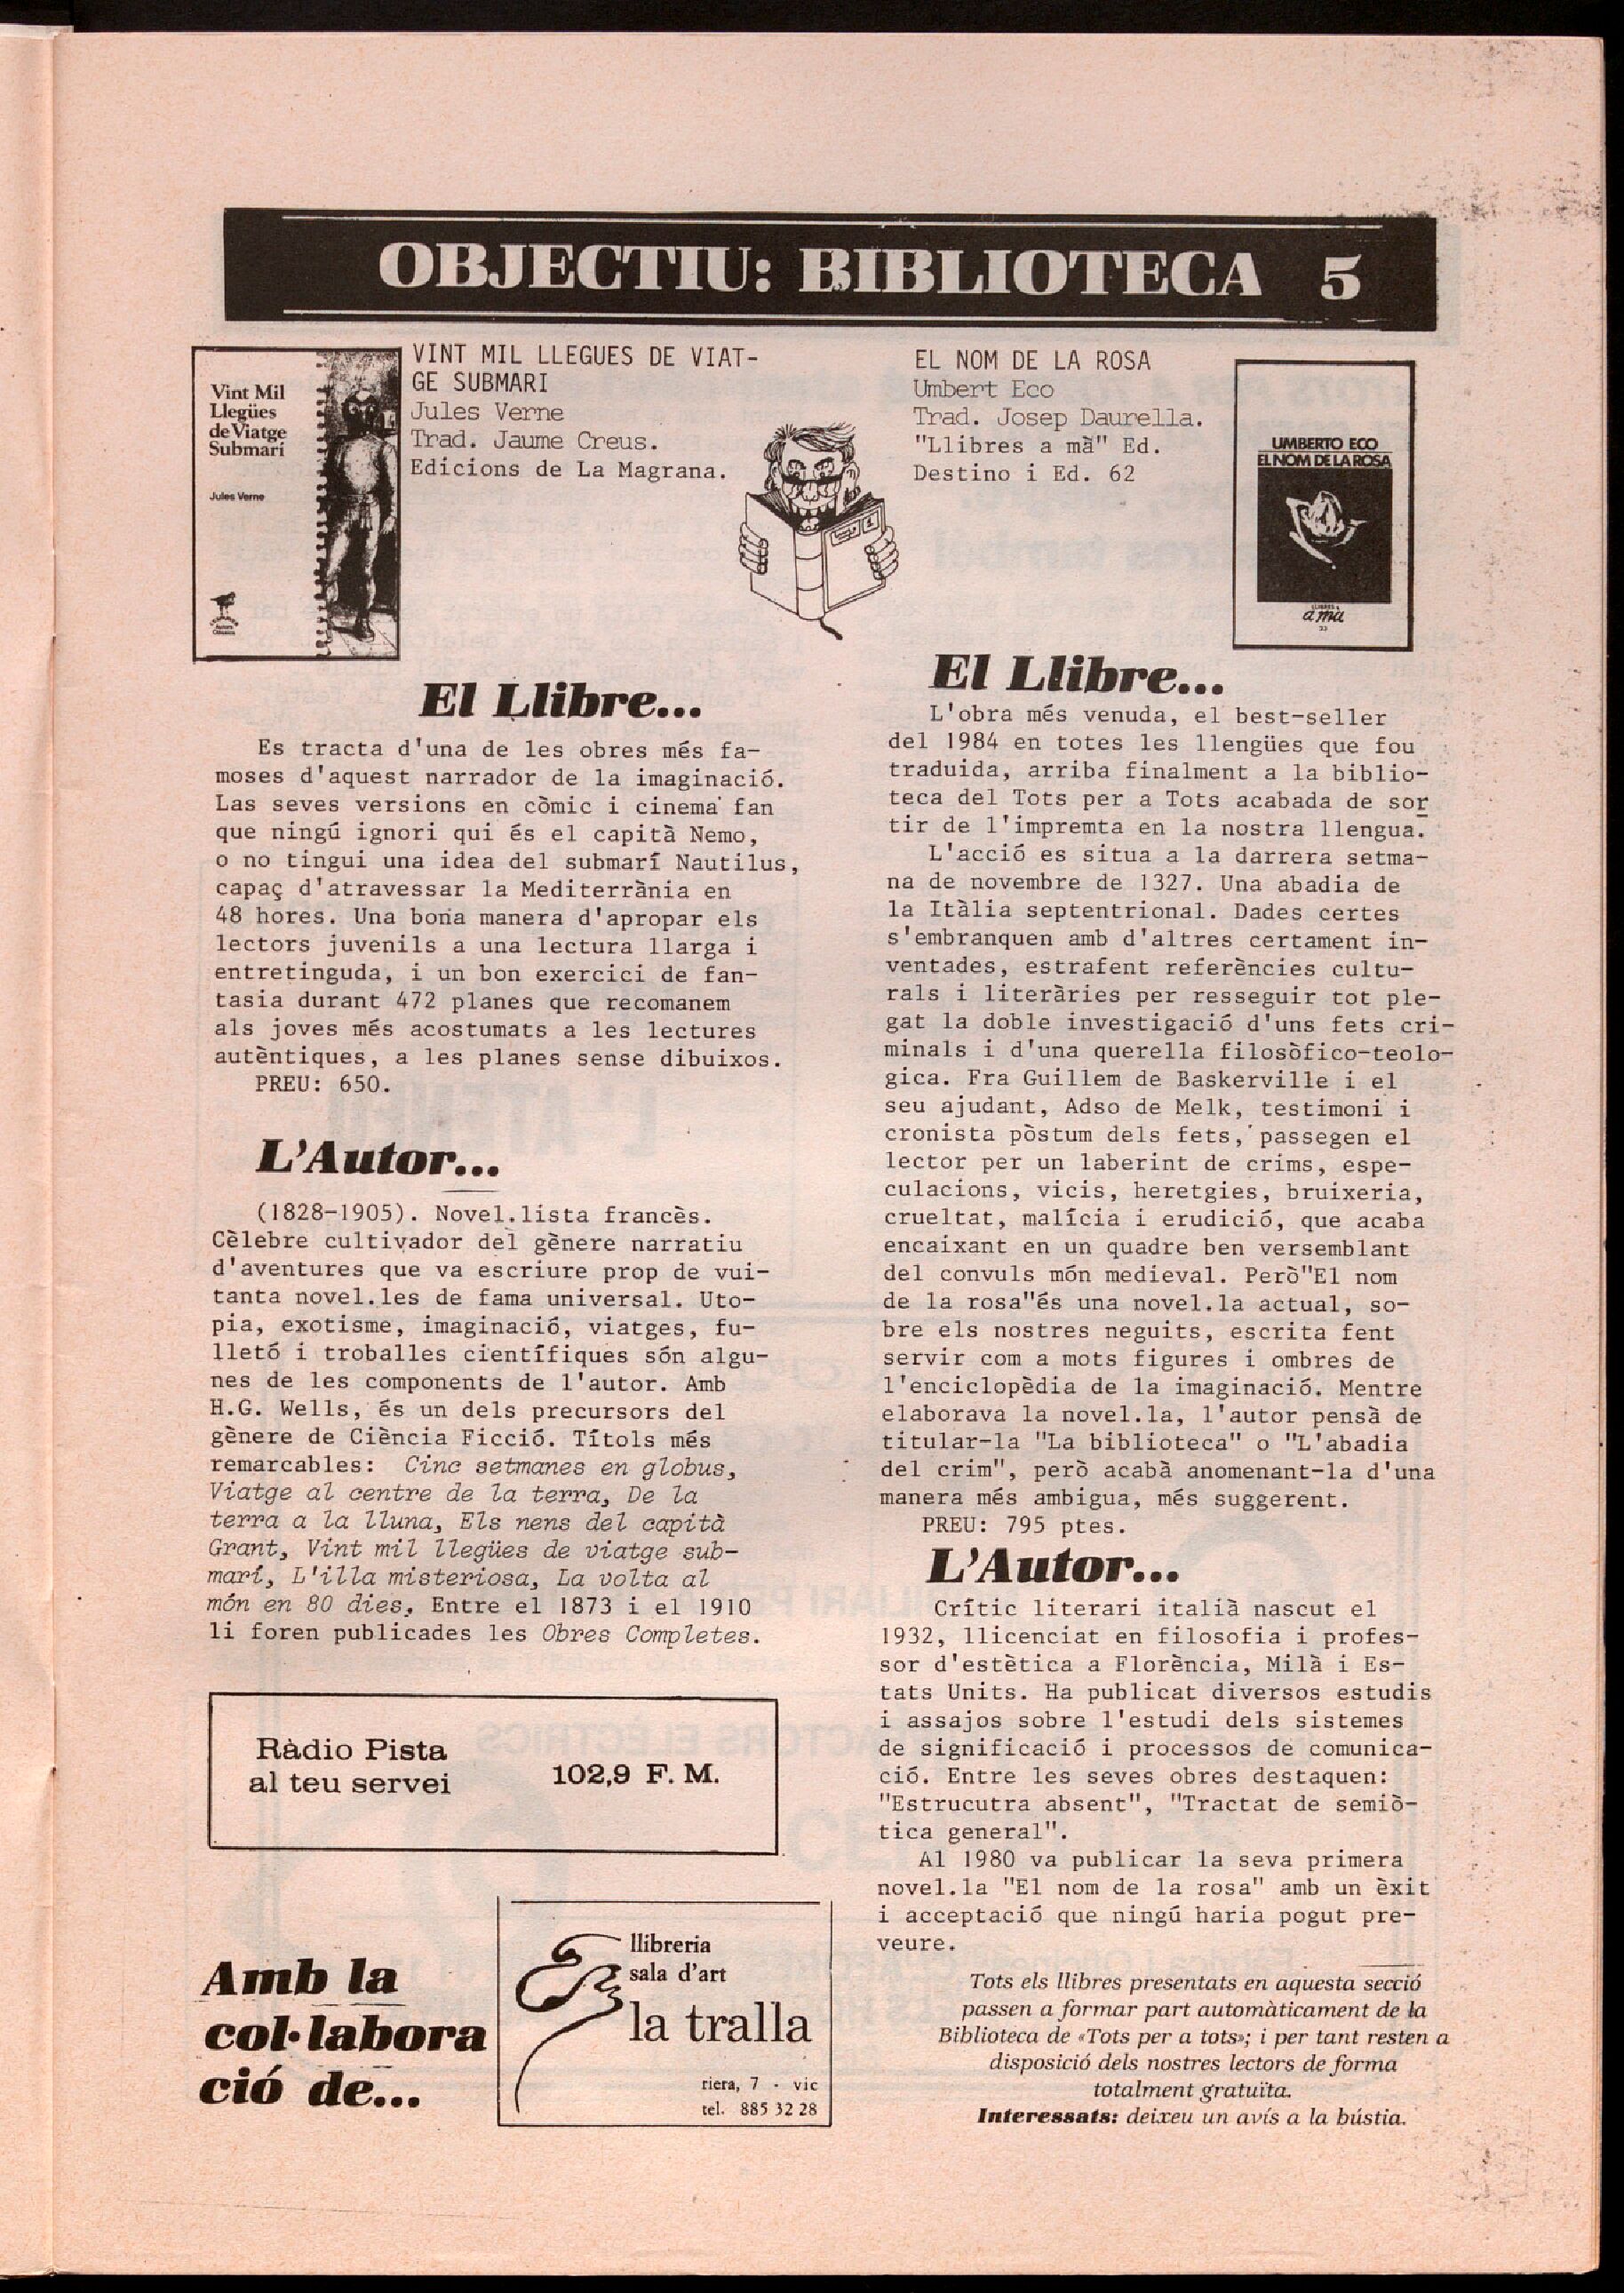 OBJECTIU: BIBLIOTECA 5
Vint Mil
Llegües
de Viatge
Submarí
Jules Verne
VINT MIL LLEGUES DE VIAT-
GE SUBMARI
Jules Verne
Trad. Jaume Creus.
Edicions de La Magrana.
El Llibre...
Es tracta d'una de les obres més fa-
moses d'aquest narrador de la imaginació.
Las seves versions en còmic i cinema fan
que ningú ignori qui és el capità Nemo,
o no tingui una idea del submarí Nautilus,
capaç d'atravessar la Mediterrània en
48 hores. Una bona manera d'apropar els
lectors juvenils a una lectura llarga i
entretinguda, i un bon exercici de fan-
tasia durant 472 planes que recomanem
als joves més acostumats a les lectures
autèntiques, a les planes sense dibuixos.
PREU: 650.
L'Autor...
(1828-1905). Novel.lista francès.
Cèlebre cultivador del gènere narratiu
d'aventures que va escriure prop de vui-
tanta novel.les de fama universal. Uto-
pia, exotisme, imaginació, viatges, fu-
lletó i troballes científiques són algu-
nes de les components de l'autor. Amb
H.G. Wells, és un dels precursors del
gènere de Ciència Ficció. Títols més
remarcables: Cinc setmanes en globus,
Viatge al centre de la terra, De la
terra a la lluna, Els nens del capità
Grant, Vint mil llegües de viatge sub-
marí, L'illa misteriosa, La volta al
món en 80 dies. Entre el 1873 i el 1910
li foren publicades les Obres Completes.
Ràdio Pista
al teu servei
102,9 F. M.
Amb la
col·labora
ció de...
llibreria
sala d'art
la tralla
riera, 7 - vic
tel. 885 32 28
EL NOM DE LA ROSA
Umbert Eco
Trad. Josep Daurella.
"Llibres a mà" Ed.
Destino i Ed. 62
UMBERTO ECO
EL NOM DE LA ROSA
LLIBRES A
a mà
33
El Llibre...
L'obra més venuda, el best-seller
del 1984 en totes les llengües que fou
traduida, arriba finalment a la biblio-
teca del Tots per a Tots acabada de sor
tir de l'impremta en la nostra llengua.
L'acció es situa a la darrera setma-
na de novembre de 1327. Una abadia de
la Itàlia septentrional. Dades certes
s'embranquen amb d'altres certament in-
ventades, estrafent referències cultu-
rals i literàries per resseguir tot ple-
gat la doble investigació d'uns fets cri-
minals i d'una querella filosòfico-teolo-
gica. Fra Guillem de Baskerville i el
seu ajudant, Adso de Melk, testimoni i
cronista pòstum dels fets, passegen el
lector per un laberint de crims, espe-
culacions, vicis, heretgies, bruixeria,
crueltat, malícia i erudició, que acaba
encaixant en un quadre ben versemblant
del convuls món medieval. Però"El nom
de la rosa"és una novel.la actual, so-
bre els nostres neguits, escrita fent
servir com a mots figures i ombres de
l'enciclopèdia de la imaginació. Mentre
elaborava la novel.la, l'autor pensà de
titular-la "La biblioteca" o "L'abadia
del crim", però acabà anomenant-la d'una
manera més ambigua, més suggerent.
PREU: 795 ptes.
L'Autor...
Crític literari italià nascut el
1932, llicenciat en filosofia i profes-
sor d'estètica a Florència, Milà i Es-
tats Units. Ha publicat diversos estudis
i assajos sobre l'estudi dels sistemes
de significació i processos de comunica-
ció. Entre les seves obres destaquen:
"Estrucutra absent", "Tractat de semiò-
tica general".
Al 1980 va publicar la seva primera
novel.la "El nom de la rosa" amb un èxit
i acceptació que ningú haria pogut pre-
veure.
Tots els llibres presentats en aquesta secció
passen a formar part automàticament de la
Biblioteca de «Tots per a tots»; i per tant resten a
disposició dels nostres lectors de forma
totalment gratuïta.
Interessats: deixeu un avís a la bústia.